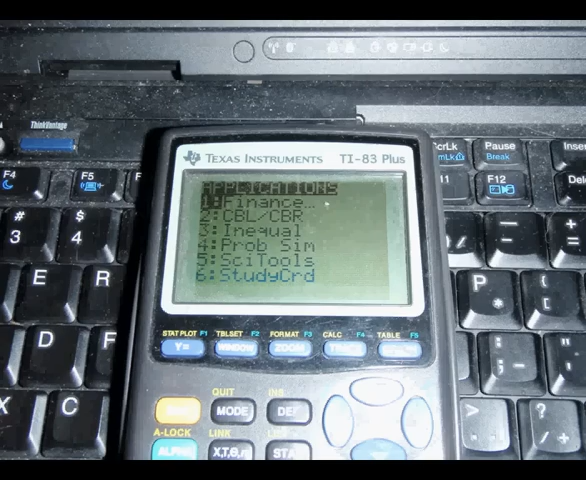 ThinkVantage
TEXAS INSTRUMENTS TI-83 Plus
APPLICATIONS
1:Finance…
2:CBL/CBR
3:Inequal
4:Prob Sim
5:SciTools
6:StudyCrd
STAT PLOT F1 TBLSET F2 FORMAT F3 CALC F4 TABLE F5
Y= WINDOW ZOOM
QUIT INS
MODE DEL
A-LOCK LINK
ALPHA X,T,Θ,n STA
F4 F5
$ 4
# 3
E R
D F
X C
ScrLk Pause Inser
NmLk Break
F11 F12 Dele
P *
> .
? /